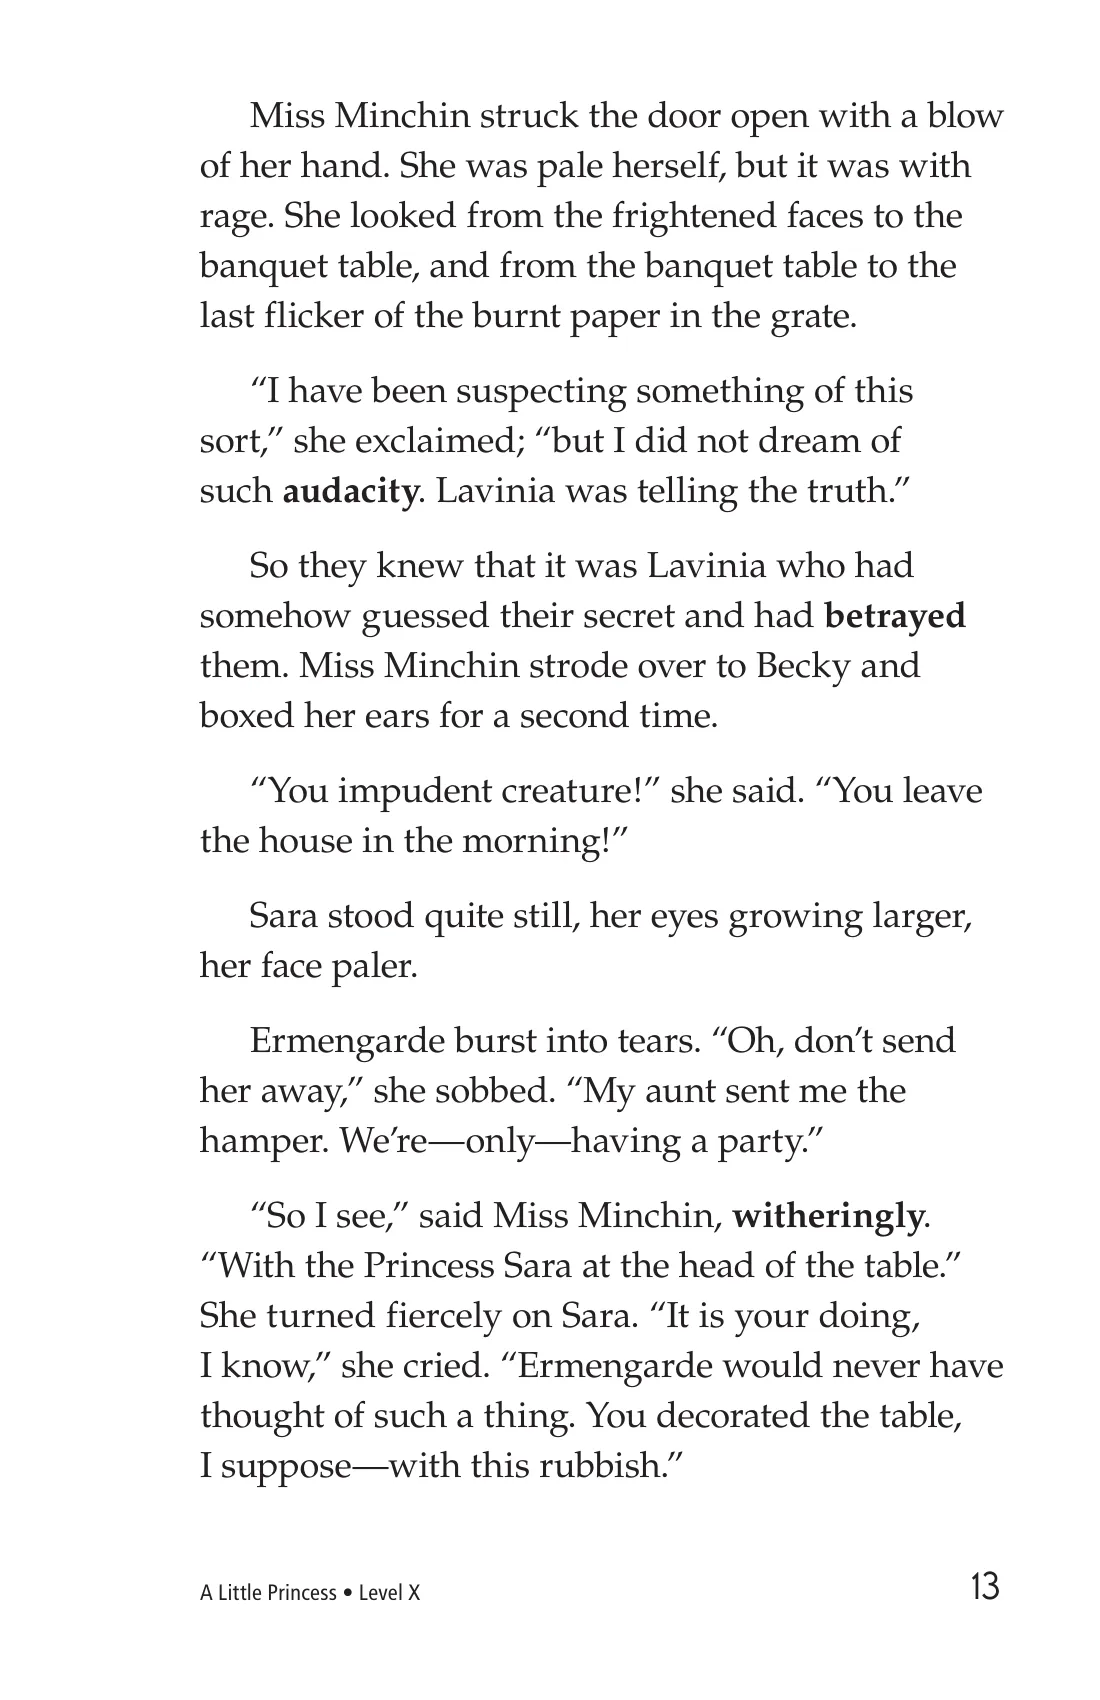 Miss Minchin struck the door open with a blow
of her hand. She was pale herself, but it was with
rage. She looked from the frightened faces to the
banquet table, and from the banquet table to the
last flicker of the burnt paper in the grate.
“I have been suspecting something of this
sort,” she exclaimed; “but I did not dream of
such audacity. Lavinia was telling the truth.”
So they knew that it was Lavinia who had
somehow guessed their secret and had betrayed
them. Miss Minchin strode over to Becky and
boxed her ears for a second time.
“You impudent creature!” she said. “You leave
the house in the morning!”
Sara stood quite still, her eyes growing larger,
her face paler.
Ermengarde burst into tears. “Oh, don’t send
her away,” she sobbed. “My aunt sent me the
hamper. We’re—only—having a party.”
“So I see,” said Miss Minchin, witheringly.
“With the Princess Sara at the head of the table.”
She turned fiercely on Sara. “It is your doing,
I know,” she cried. “Ermengarde would never have
thought of such a thing. You decorated the table,
I suppose—with this rubbish.”
A Little Princess • Level X
13